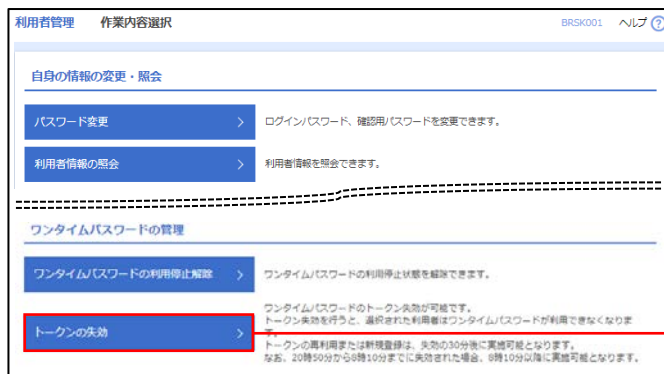 利用者管理 作業内容選択 BRSK001 ヘルプ ?
自身の情報の変更・照会
パスワード変更 > ログインパスワード、確認用パスワードを変更できます。
利用者情報の照会 > 利用者情報を照会できます。
ワンタイムパスワードの管理
ワンタイムパスワードの利用停止解除 > ワンタイムパスワードの利用停止状態を解除できます。
ワンタイムパスワードのトークン失効が可能です。
トークン失効を行うと、選択された利用者はワンタイムパスワードが利用できなくなりま
す。
トークンの失効 >
トークンの再利用または新規登録は、失効の30分後に実施可能となります。
なお、20時50分から8時10分までに失効された場合、8時10分以降に実施可能となります。